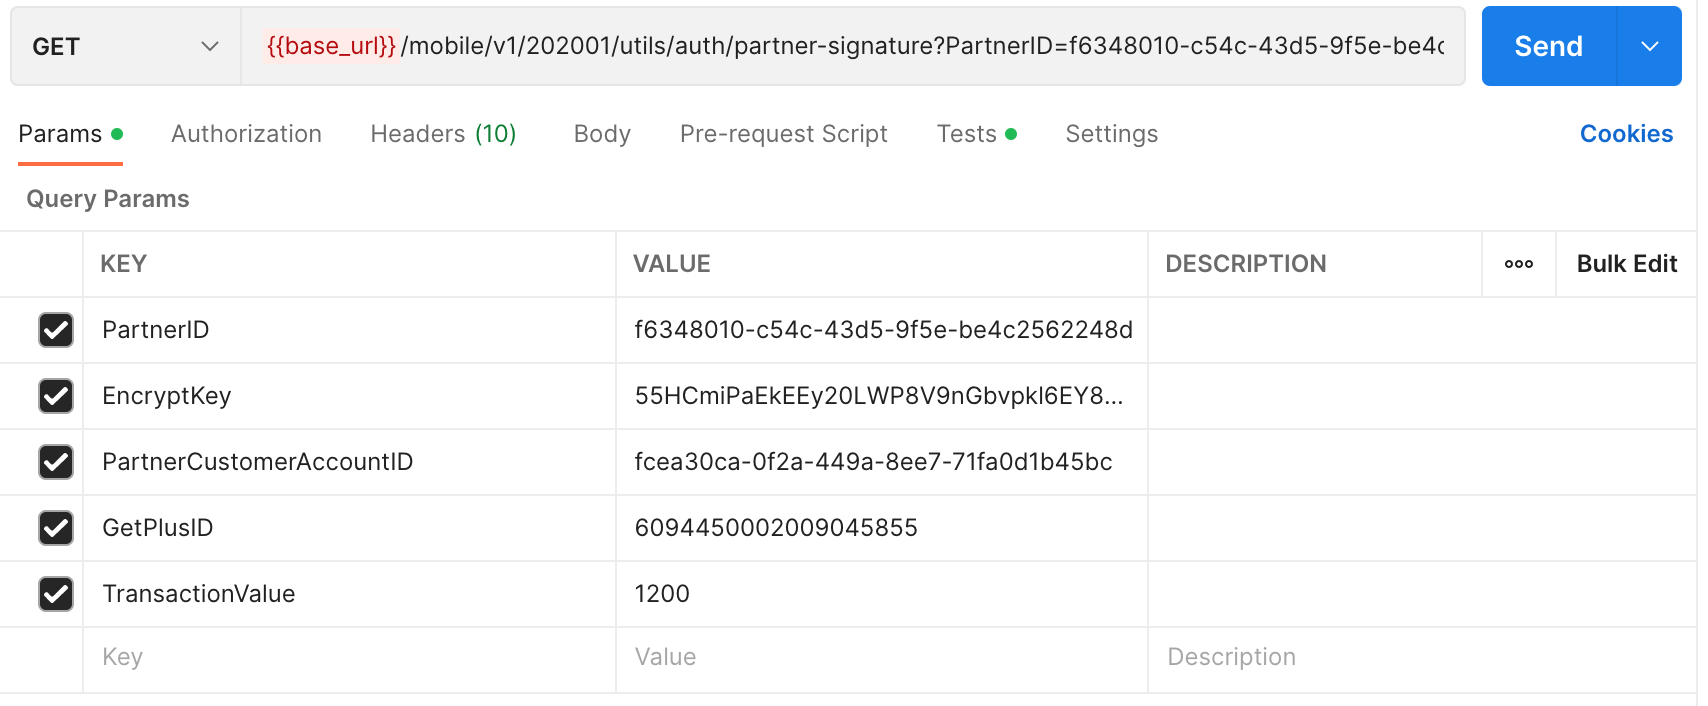 GET {{base_url}}/mobile/v1/202001/utils/auth/partner-signature?PartnerID=f6348010-c54c-43d5-9f5e-be4c Send
Params Authorization Headers (10) Body Pre-request Script Tests Settings Cookies
Query Params
KEY VALUE DESCRIPTION ooo Bulk Edit
PartnerID f6348010-c54c-43d5-9f5e-be4c2562248d
EncryptKey 55HCmiPaEkEEy20LWP8V9nGbvpkl6EY8...
PartnerCustomerAccountID fcea30ca-0f2a-449a-8ee7-71fa0d1b45bc
GetPlusID 6094450002009045855
TransactionValue 1200
Key Value Description